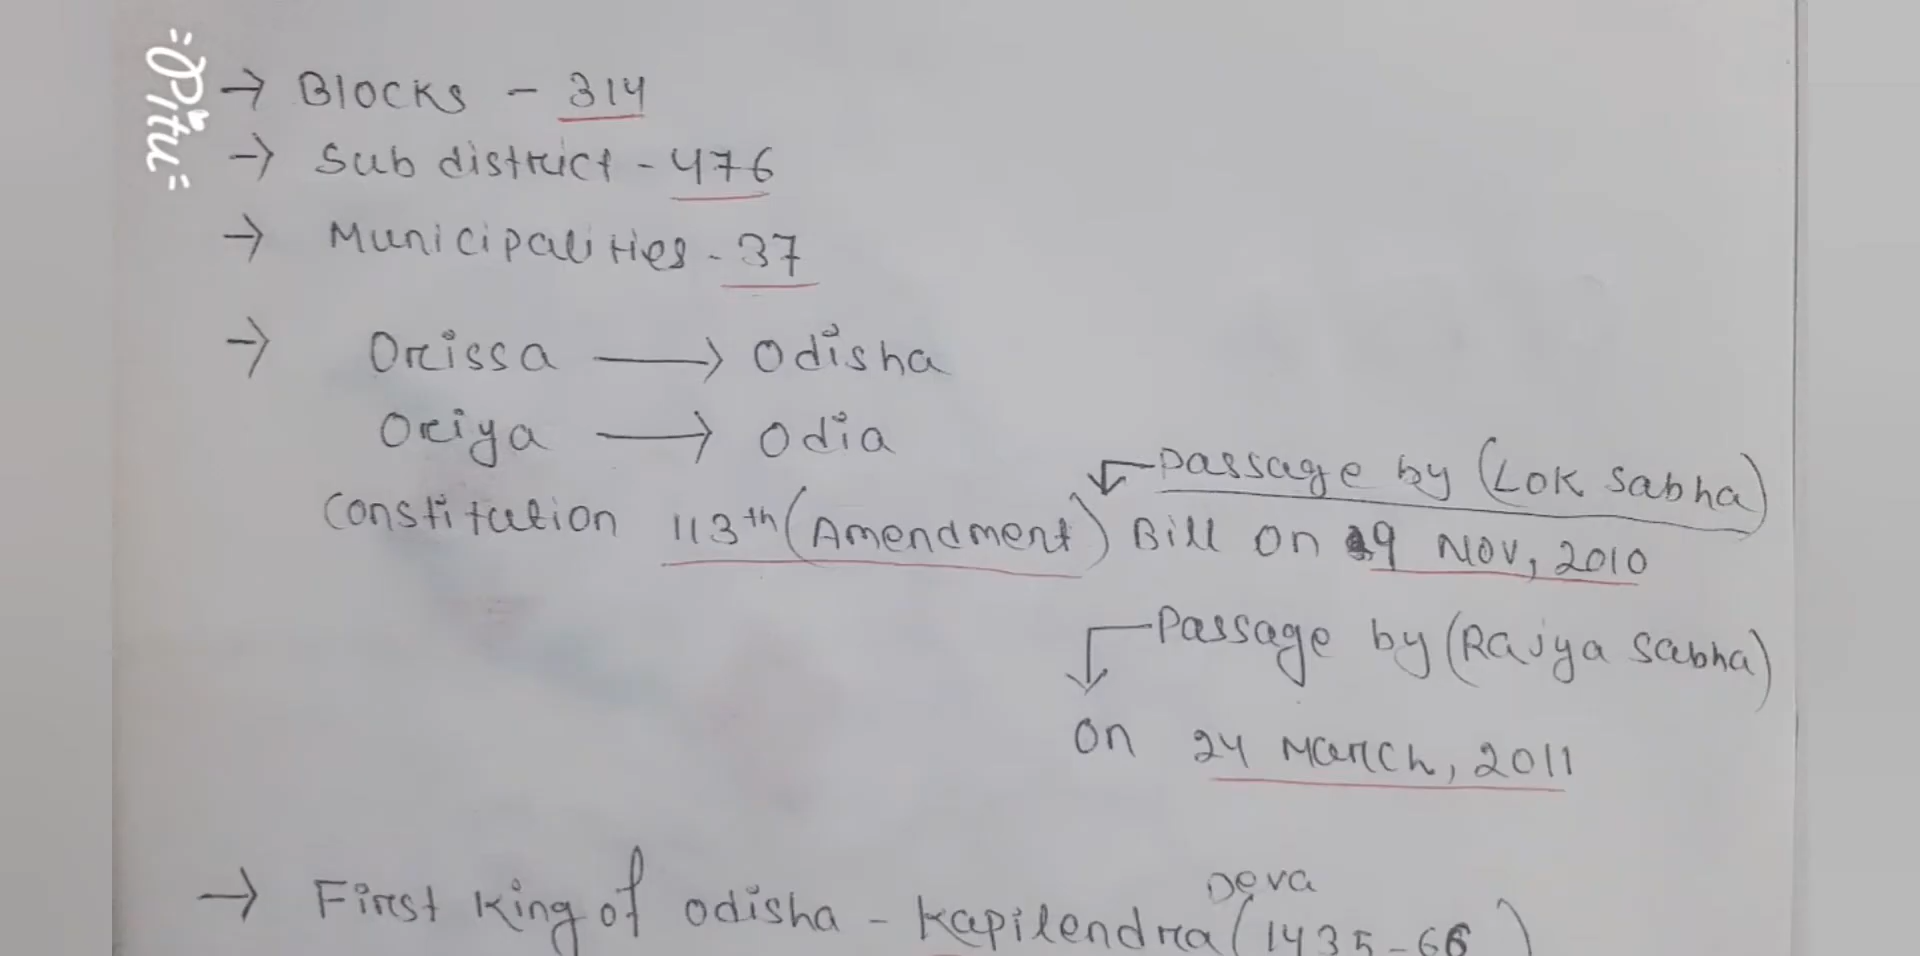 =Pitu=
→ Blocks - 314
→ Sub district - 476
→ Municipalities - 37
→ Orissa → Odisha
Oriya → Odia
Passage by (Lok Sabha)
Constitution 113th (Amendment) Bill on 9 Nov, 2010
Passage by (Rajya Sabha)
on 24 March, 2011
Deva
→ First King of Odisha - Kapilendra (1435-66)